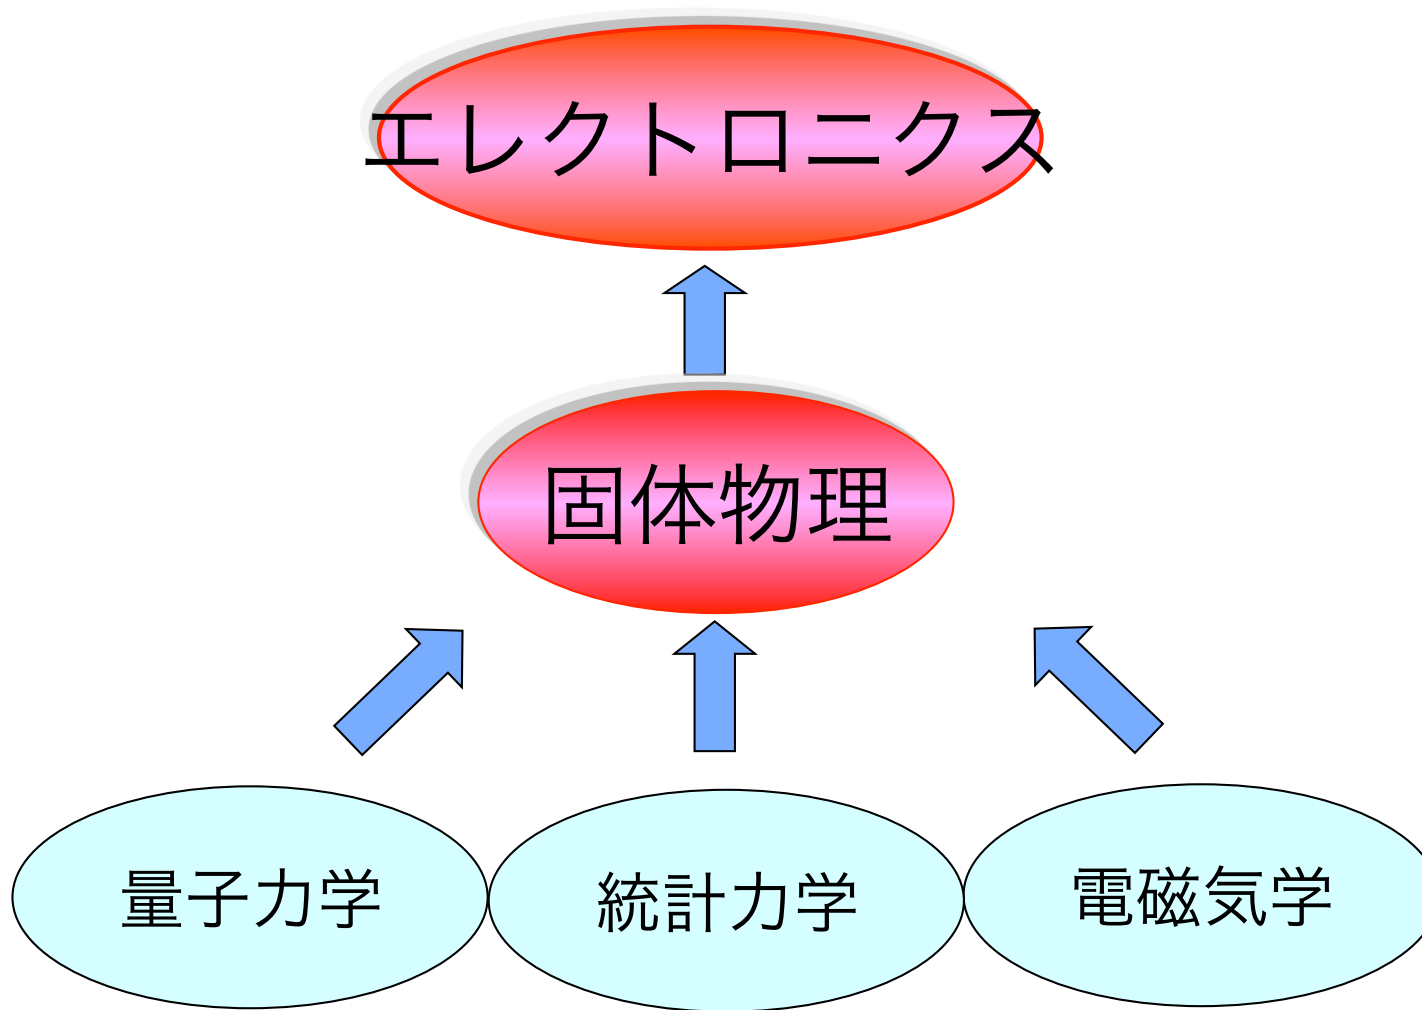 エレクトロニクス
固体物理
量子力学
統計力学
電磁気学